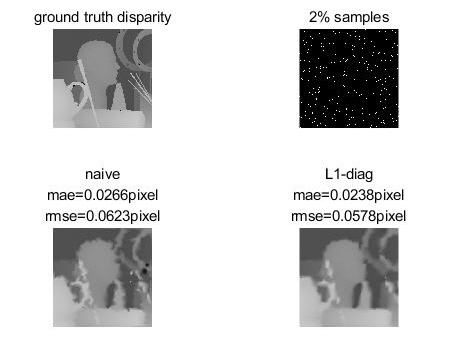 ground truth disparity
2% samples
naive
mae=0.0266pixel
rmse=0.0623pixel
L1-diag
mae=0.0238pixel
rmse=0.0578pixel